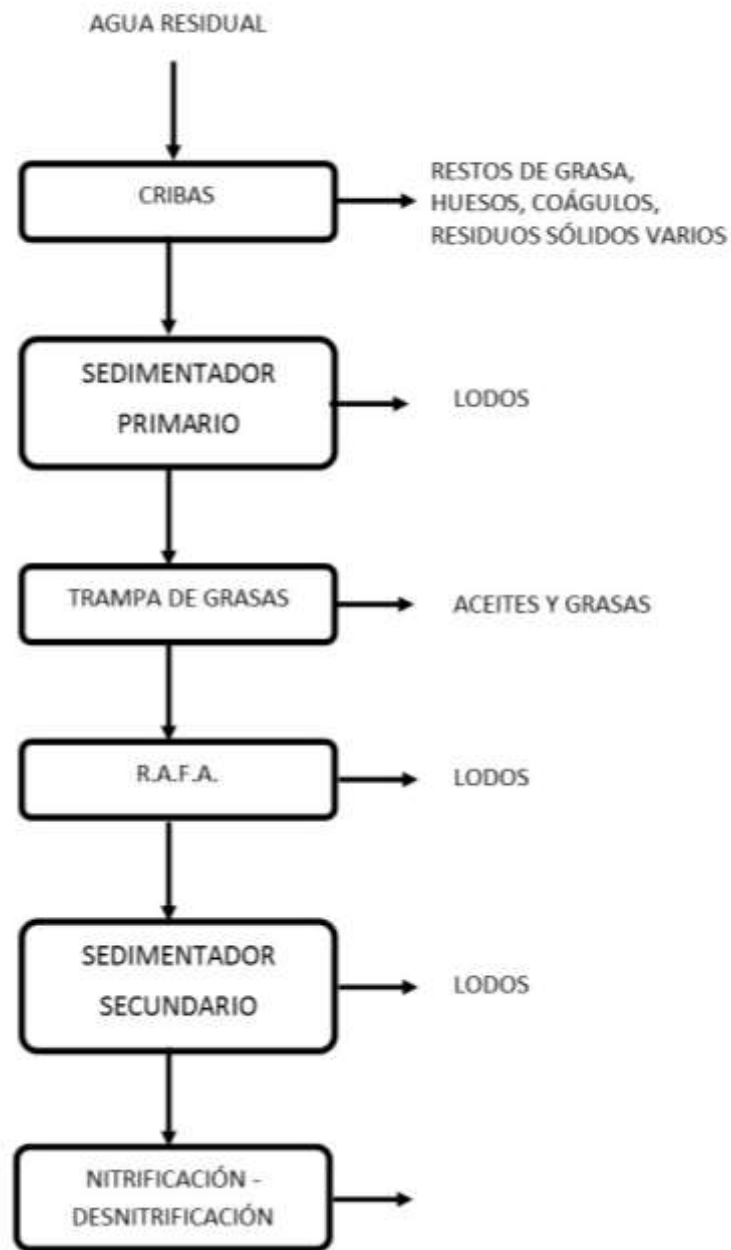 AGUA RESIDUAL
CRIBAS
RESTOS DE GRASA,
HUESOS, COÁGULOS,
RESIDUOS SÓLIDOS VARIOS
SEDIMENTADOR
PRIMARIO
LODOS
TRAMPA DE GRASAS
ACEITES Y GRASAS
R.A.F.A.
LODOS
SEDIMENTADOR
SECUNDARIO
LODOS
NITRIFICACIÓN -
DESNITRIFICACIÓN